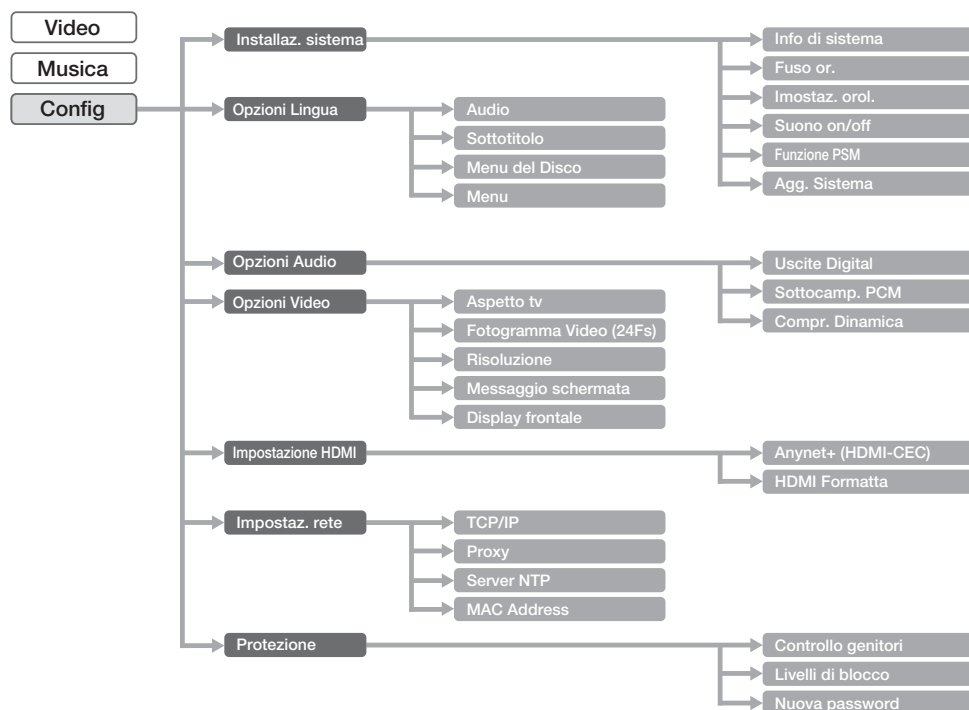 Video
Musica
Config
Installaz. sistema
Info di sistema
Fuso or.
Imostaz. orol.
Suono on/off
Funzione PSM
Agg. Sistema
Opzioni Lingua
Audio
Sottotitolo
Menu del Disco
Menu
Opzioni Audio
Uscite Digital
Sottocamp. PCM
Compr. Dinamica
Opzioni Video
Aspetto tv
Fotogramma Video (24Fs)
Risoluzione
Messaggio schermata
Display frontale
Impostazione HDMI
Anynet+ (HDMI-CEC)
HDMI Formatta
Impostaz. rete
TCP/IP
Proxy
Server NTP
MAC Address
Protezione
Controllo genitori
Livelli di blocco
Nuova password